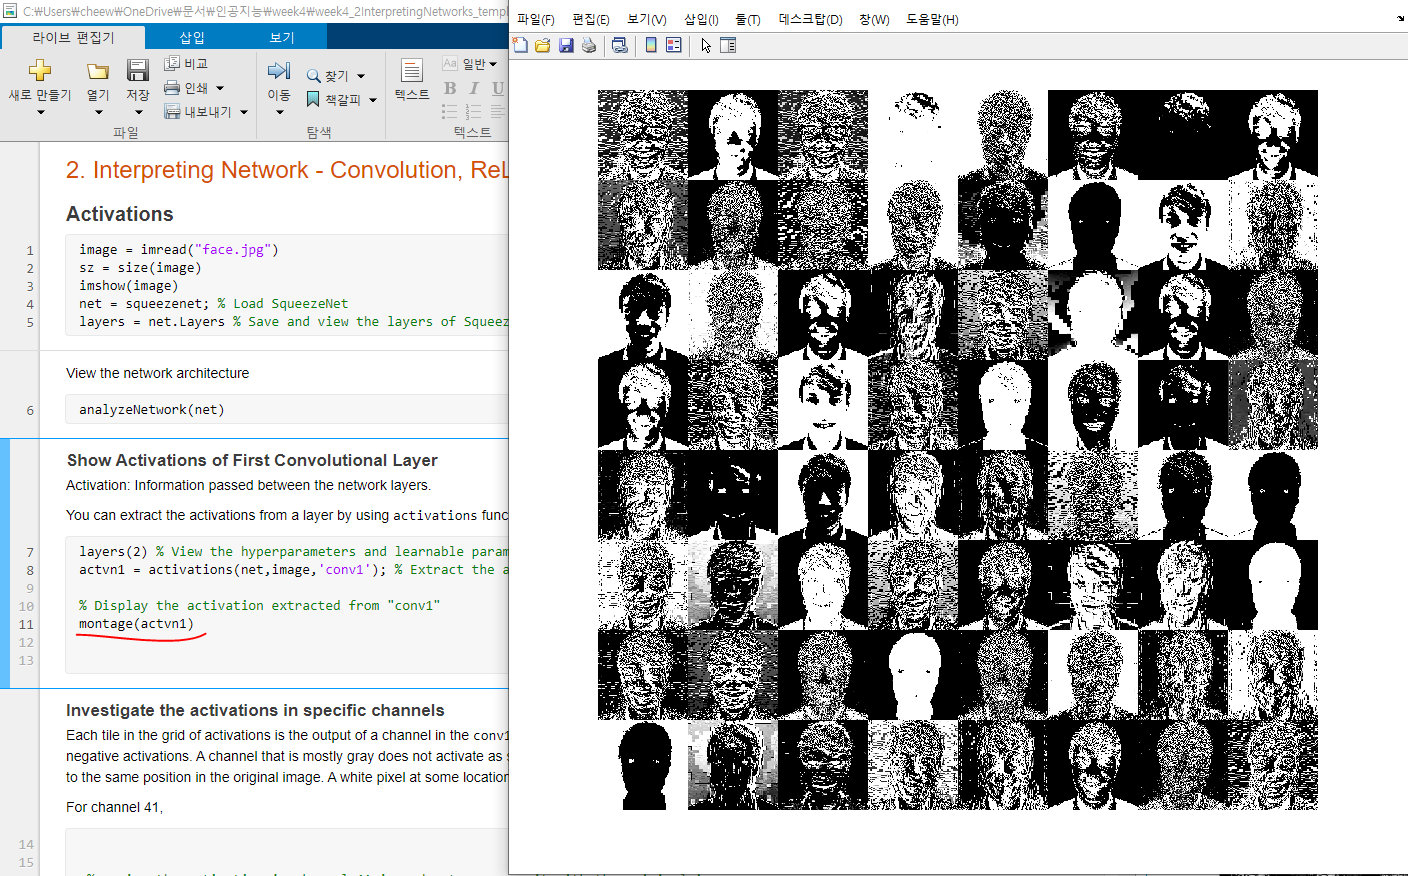 C:₩Users₩cheew₩OneDrive₩문서₩인공지능₩week4₩week4_2InterpretingNetworks_templ
라이브 편집기 삽입 보기
새로 만들기 열기 저장 비교 인쇄 내보내기 이동 찾기 책갈피 텍스트 Aa 일반 B I U
파일 탐색 텍스트
파일(F) 편집(E) 보기(V) 삽입(I) 툴(T) 데스크탑(D) 창(W) 도움말(H)
2. Interpreting Network - Convolution, ReL
Activations
1 image = imread("face.jpg")
2 sz = size(image)
3 imshow(image)
4 net = squeezenet; % Load SqueezeNet
5 layers = net.Layers % Save and view the layers of Squeez
View the network architecture
6 analyzeNetwork(net)
Show Activations of First Convolutional Layer
Activation: Information passed between the network layers.
You can extract the activations from a layer by using activations func
7 layers(2) % View the hyperparameters and learnable param
8 actvn1 = activations(net,image,'conv1'); % Extract the a
9
10 % Display the activation extracted from "conv1"
11 montage(actvn1)
12
13
Investigate the activations in specific channels
Each tile in the grid of activations is the output of a channel in the conv1
negative activations. A channel that is mostly gray does not activate as s
to the same position in the original image. A white pixel at some location
For channel 41,
14
15